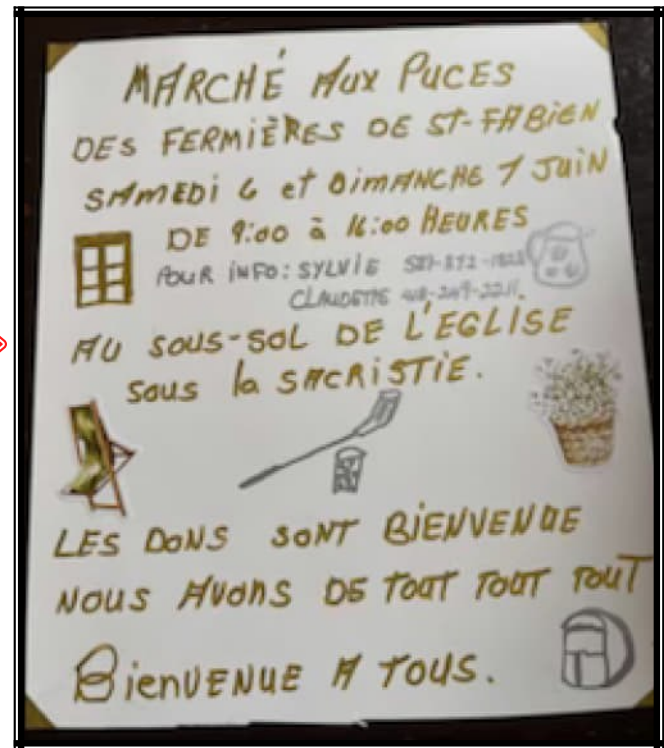 MARCHÉ AUX PUCES
DES FERMIÈRES DE ST-FABIEN
SAMEDI 6 et DIMANCHE 7 JUIN
DE 9:00 à 16:00 HEURES
POUR INFO: SYLVIE
CLAUDETTE
AU SOUS-SOL DE L'EGLISE
sous la SACRISTIE.
LES DONS SONT BIENVENUE
NOUS AVONS DE TOUT TOUT TOUT
BIENVENUE A TOUS.